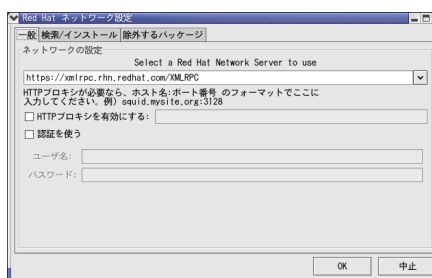 Red Hat ネットワーク設定
一般 検索/インストール 除外するパッケージ
ネットワークの設定
Select a Red Hat Network Server to use
https://xmlrpc.rhn.redhat.com/XMLRPC
HTTPプロキシが必要なら、ホスト名:ポート番号 のフォーマットでここに
入力してください。例) squid.mysite.org:3128
HTTPプロキシを有効にする:
認証を使う
ユーザ名:
パスワード:
OK 中止